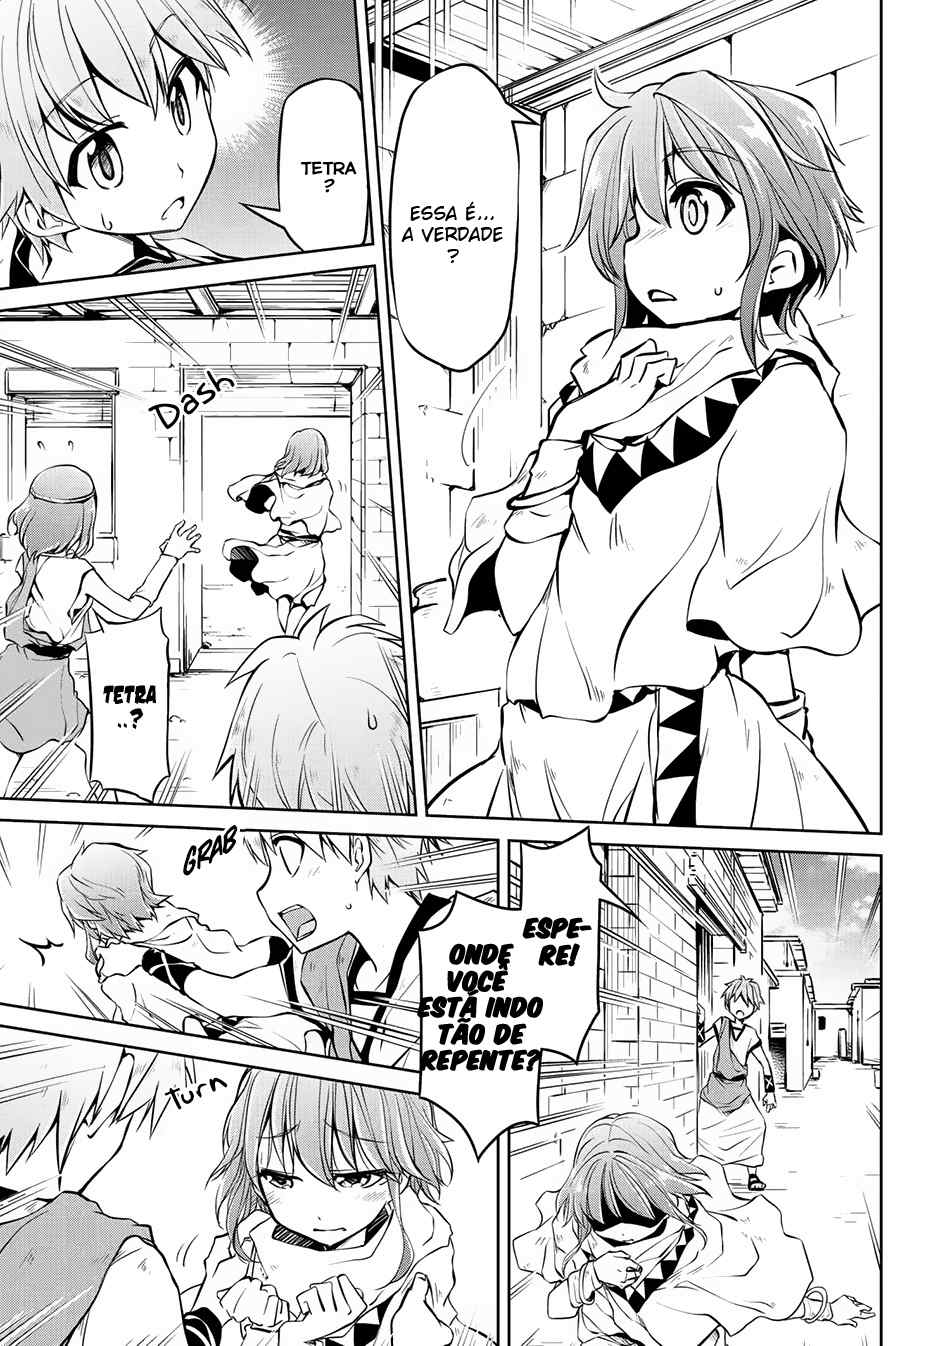 ESSA É...
A VERDADE
?
TETRA
?
Dash
TETRA
..?
ESPE-
RE!
ONDE
VOCÊ
ESTÁ INDO
TÃO DE
REPENTE?
GRAB
turn